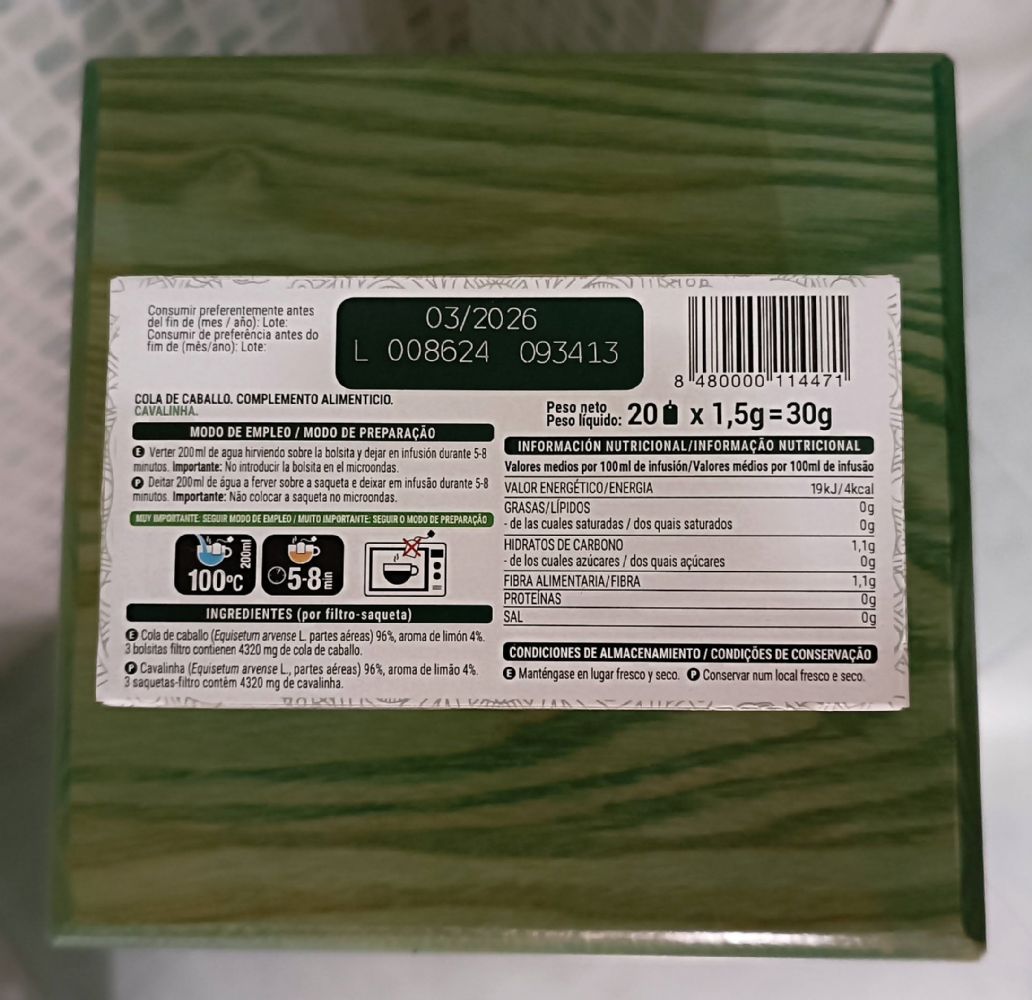 Consumir preferentemente antes
del fin de (mes / año): Lote:
Consumir de preferência antes do
fim de (mês/ano): Lote:
03/2026
L 008624 093413
8 480000 114471
COLA DE CABALLO. COMPLEMENTO ALIMENTICIO.
CAVALINHA.
MODO DE EMPLEO / MODO DE PREPARAÇÃO
E Verter 200ml de agua hirviendo sobre la bolsita y dejar en infusión durante 5-8
minutos. Importante: No introducir la bolsita en el microondas.
P Deitar 200ml de água a ferver sobre a saqueta e deixar em infusão durante 5-8
minutos. Importante: Não colocar a saqueta no microondas.
MUY IMPORTANTE: SEGUIR MODO DE EMPLEO / MUITO IMPORTANTE: SEGUIR O MODO DE PREPARAÇÃO
100ºC
200ml
5-8 min
INGREDIENTES (por filtro-saqueta)
E Cola de caballo (Equisetum arvense L. partes aéreas) 96%, aroma de limón 4%.
3 bolsitas filtro contienen 4320 mg de cola de caballo.
P Cavalinha (Equisetum arvense L., partes aéreas) 96%, aroma de limão 4%.
3 saquetas-filtro contêm 4320 mg de cavalinha.
Peso neto
Peso líquido: 20 x 1,5g=30g
INFORMACIÓN NUTRICIONAL/INFORMAÇÃO NUTRICIONAL
Valores medios por 100ml de infusión/Valores médios por 100ml de infusão
VALOR ENERGÉTICO/ENERGIA 19kJ/4kcal
GRASAS/LÍPIDOS 0g
- de las cuales saturadas / dos quais saturados 0g
HIDRATOS DE CARBONO 1,1g
- de los cuales azúcares / dos quais açúcares 0g
FIBRA ALIMENTARIA/FIBRA 1,1g
PROTEÍNAS 0g
SAL 0g
CONDICIONES DE ALMACENAMIENTO / CONDIÇÕES DE CONSERVAÇÃO
E Manténgase en lugar fresco y seco. P Conservar num local fresco e seco.